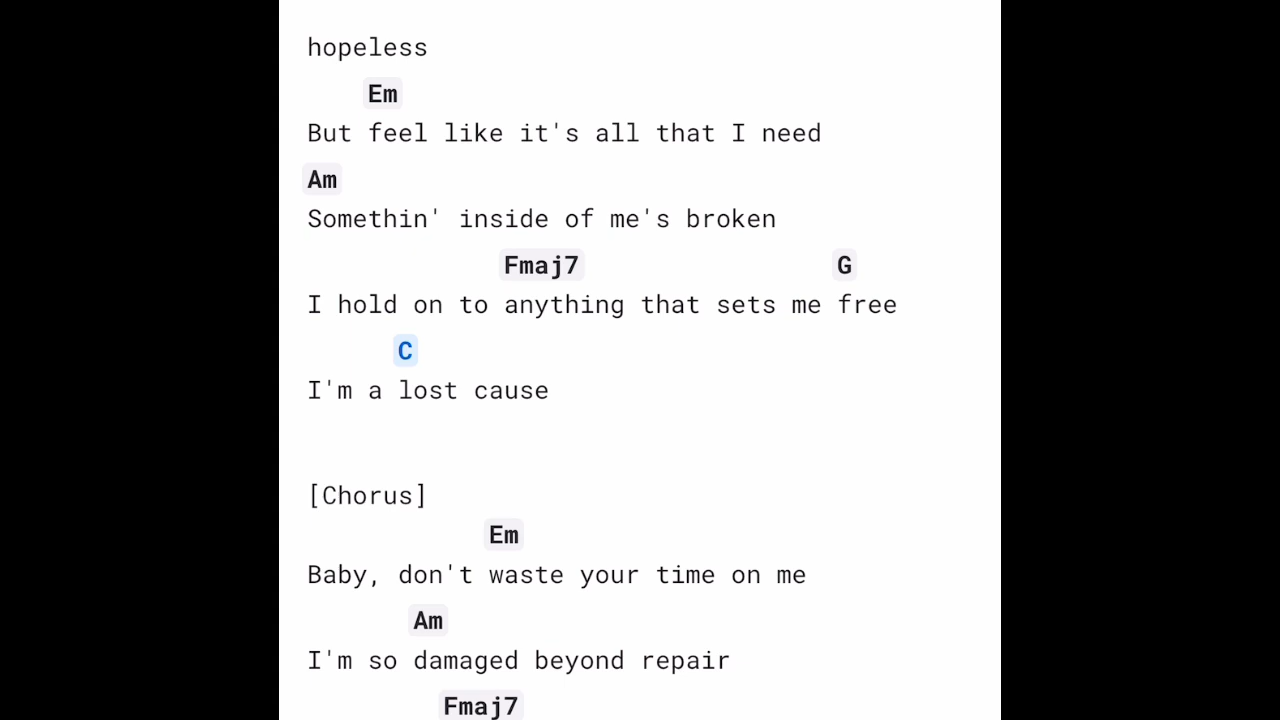 hopeless
Em
But feel like it's all that I need
Am
Somethin' inside of me's broken
Fmaj7 G
I hold on to anything that sets me free
C
I'm a lost cause
[Chorus]
Em
Baby, don't waste your time on me
Am
I'm so damaged beyond repair
Fmaj7